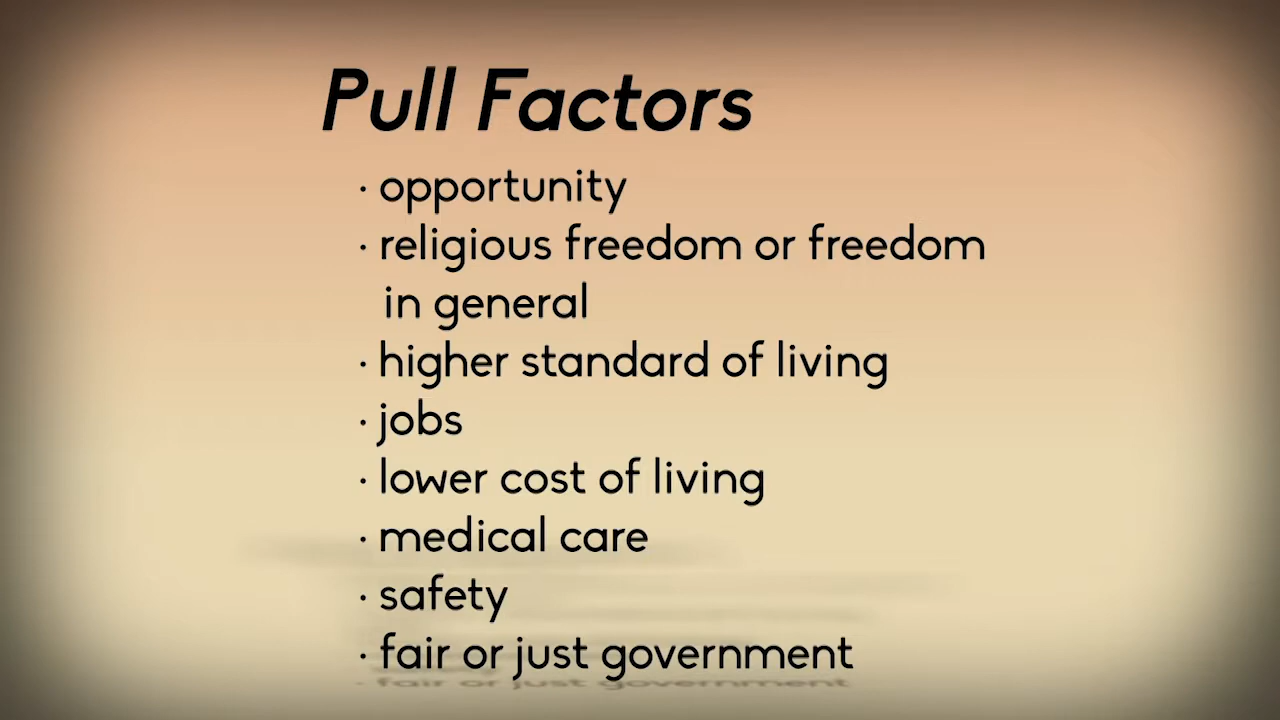 Pull Factors
· opportunity
· religious freedom or freedom
in general
· higher standard of living
· jobs
· lower cost of living
· medical care
· safety
· fair or just government